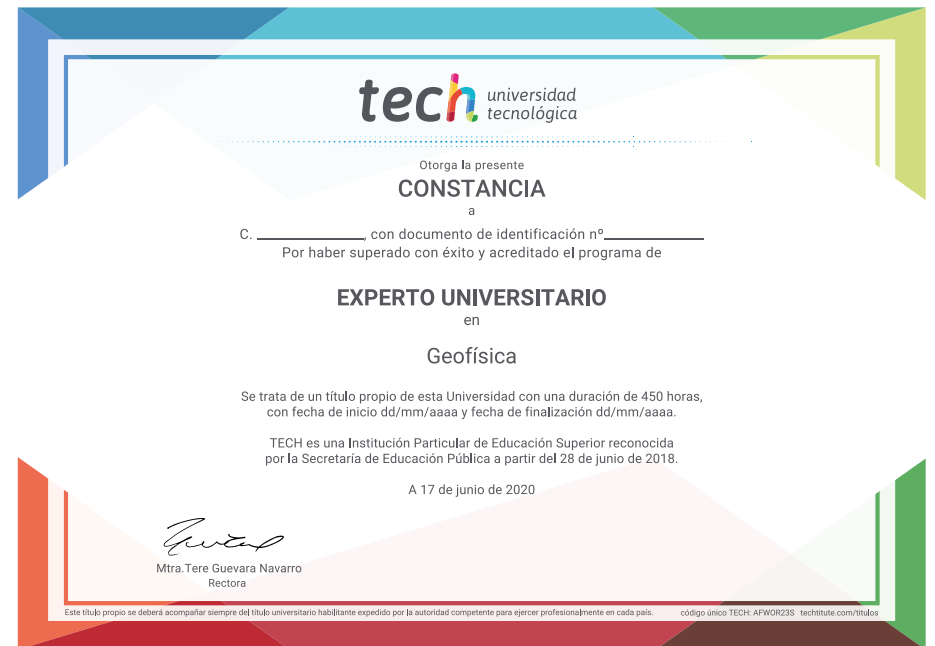 tech universidad
tecnológica
Otorga la presente
CONSTANCIA
a
C. ______________, con documento de identificación nº_____________
Por haber superado con éxito y acreditado el programa de
EXPERTO UNIVERSITARIO
en
Geofísica
Se trata de un título propio de esta Universidad con una duración de 450 horas,
con fecha de inicio dd/mm/aaaa y fecha de finalización dd/mm/aaaa.
TECH es una Institución Particular de Educación Superior reconocida
por la Secretaría de Educación Pública a partir del 28 de junio de 2018.
A 17 de junio de 2020
Mtra.Tere Guevara Navarro
Rectora
Este título propio se deberá acompañar siempre del título universitario habilitante expedido por la autoridad competente para ejercer profesionalmente en cada país. código único TECH: AFWOR23S techtitute.com/titulos